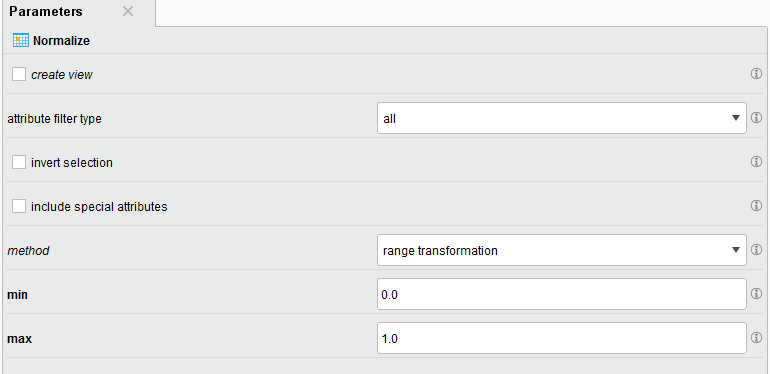 Parameters
Normalize
create view
attribute filter type all
invert selection
include special attributes
method range transformation
min 0.0
max 1.0